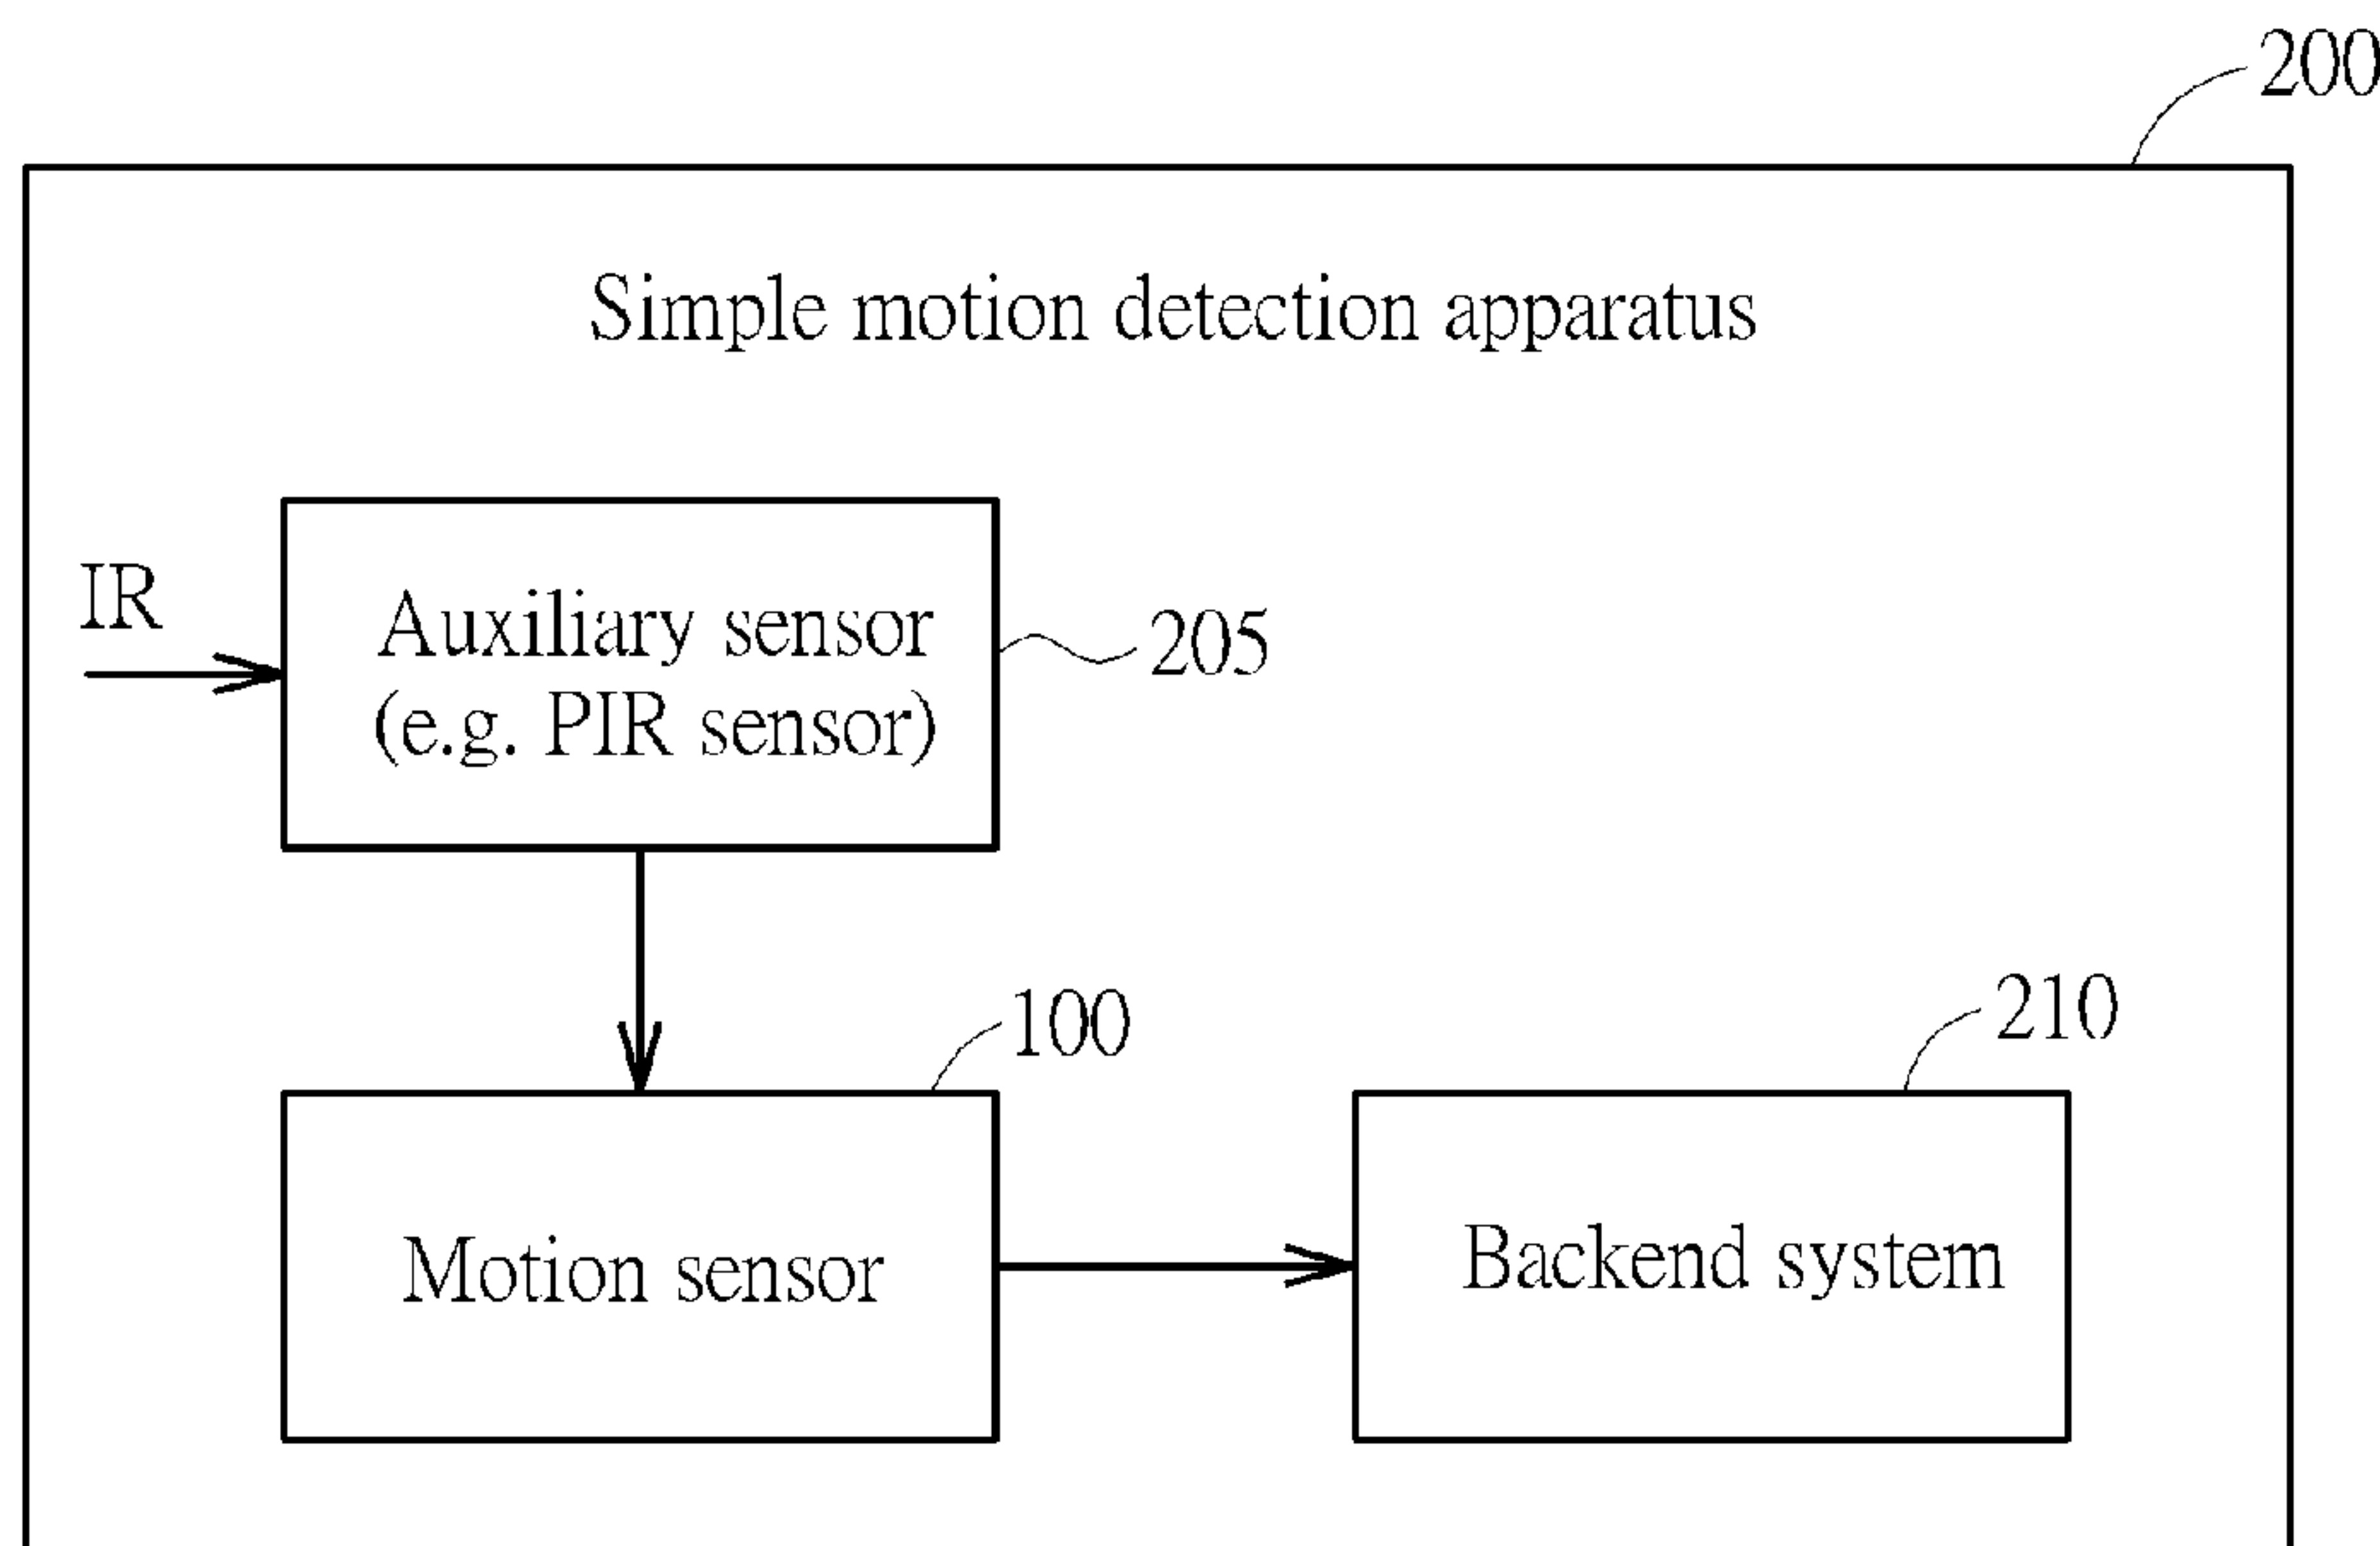 200
Simple motion detection apparatus
IR
Auxiliary sensor
(e.g. PIR sensor)
205
100
210
Motion sensor
Backend system